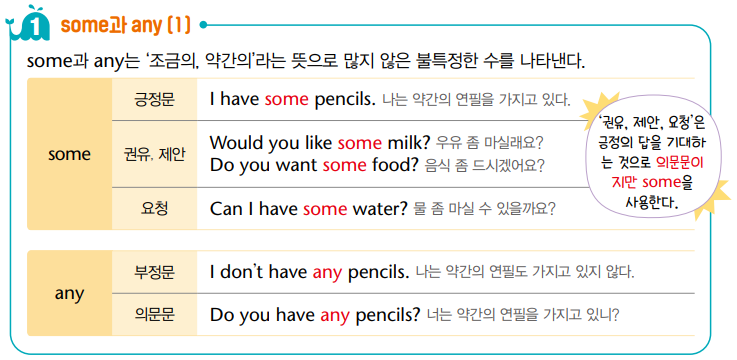 1 some과 any (1)
some과 any는 ‘조금의, 약간의’라는 뜻으로 많지 않은 불특정한 수를 나타낸다.
some
긍정문
I have some pencils. 나는 약간의 연필을 가지고 있다.
권유, 제안
Would you like some milk? 우유 좀 마실래요?
Do you want some food? 음식 좀 드시겠어요?
요청
Can I have some water? 물 좀 마실 수 있을까요?
‘권유, 제안, 요청’은
긍정의 답을 기대하
는 것으로 의문문이
지만 some을
사용한다.
any
부정문
I don’t have any pencils. 나는 약간의 연필도 가지고 있지 않다.
의문문
Do you have any pencils? 너는 약간의 연필을 가지고 있니?